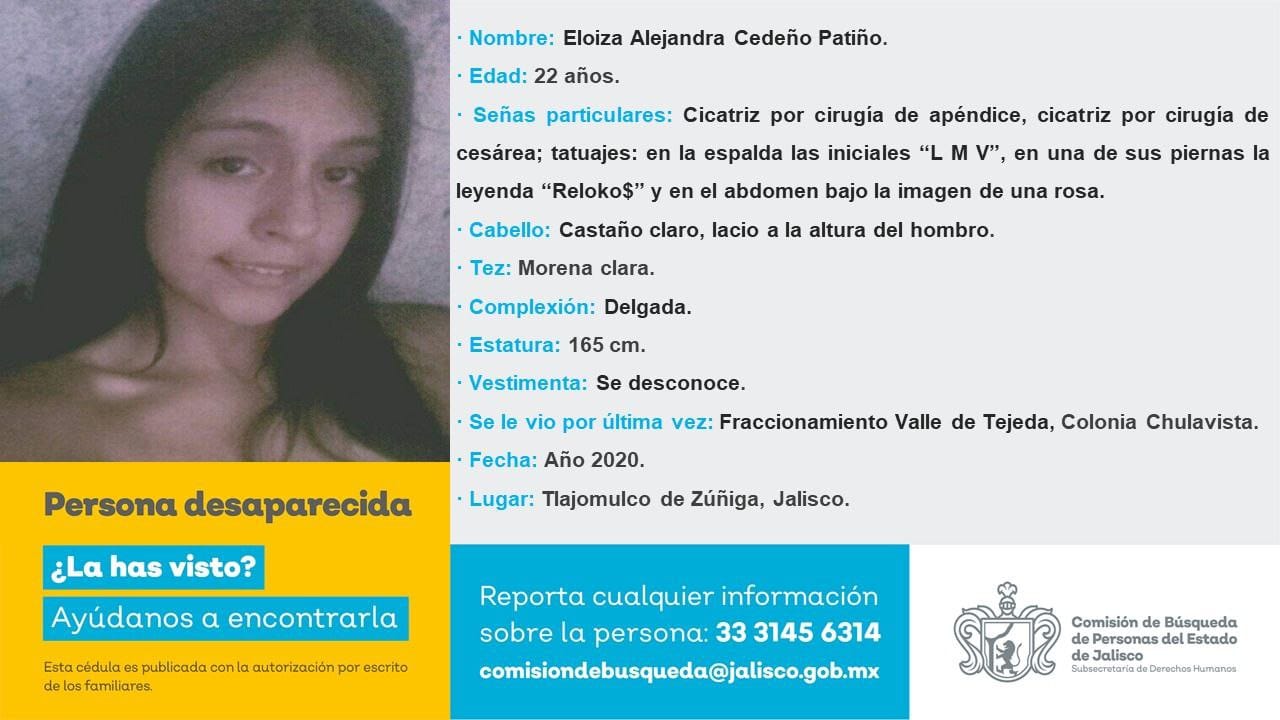 · Nombre: Eloiza Alejandra Cedeño Patiño.
· Edad: 22 años.
· Señas particulares: Cicatriz por cirugía de apéndice, cicatriz por cirugía de
cesárea; tatuajes: en la espalda las iniciales “L M V”, en una de sus piernas la
leyenda “Reloko$” y en el abdomen bajo la imagen de una rosa.
· Cabello: Castaño claro, lacio a la altura del hombro.
· Tez: Morena clara.
· Complexión: Delgada.
· Estatura: 165 cm.
· Vestimenta: Se desconoce.
· Se le vio por última vez: Fraccionamiento Valle de Tejeda, Colonia Chulavista.
· Fecha: Año 2020.
· Lugar: Tlajomulco de Zúñiga, Jalisco.
Persona desaparecida
¿La has visto?
Ayúdanos a encontrarla
Esta cédula es publicada con la autorización por escrito
de los familiares.
Reporta cualquier información
sobre la persona: 33 3145 6314
comisiondebusqueda@jalisco.gob.mx
Comisión de Búsqueda
de Personas del Estado
de Jalisco
Subsecretaría de Derechos Humanos